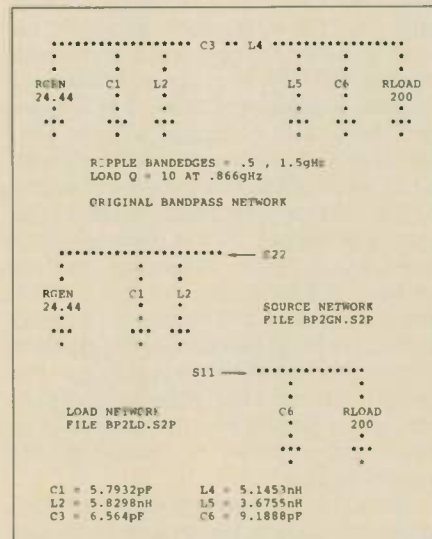 C3 L4
RGEN C1 L2 L5 C6 RLOAD
24.44 200
RIPPLE BANDEDGES = .5 , 1.5gHz
LOAD Q = 10 AT .866gHz
ORIGINAL BANDPASS NETWORK
S22
RGEN C1 L2
24.44
SOURCE NETWORK
FILE BP2GN.S2P
S11
LOAD NETWORK
FILE BP2LD.S2P
C6 RLOAD
200
C1 = 5.7932pF L4 = 5.1453nH
L2 = 5.8298nH L5 = 3.6755nH
C3 = 6.564pF C6 = 9.1888pF